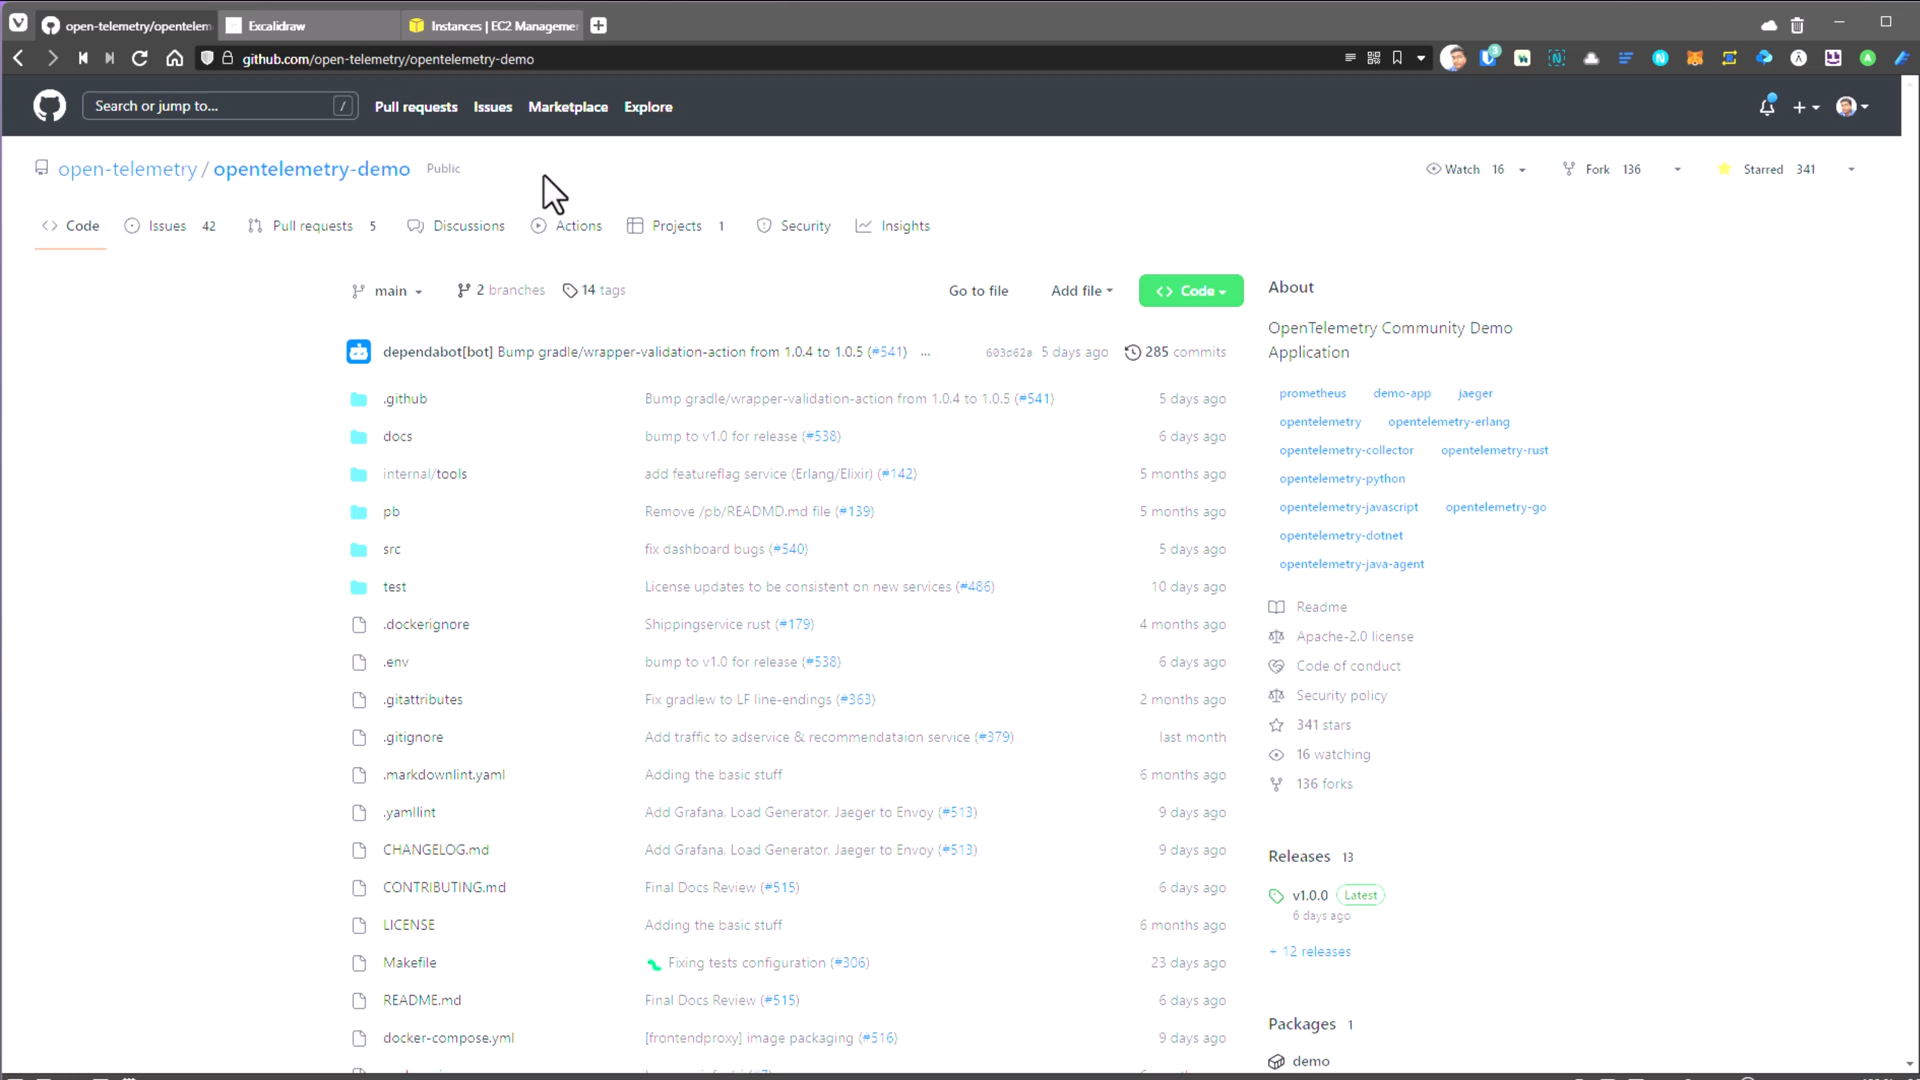 open-telemetry/opentelem
Excalidraw
Instances | EC2 Manageme
github.com/open-telemetry/opentelemetry-demo
3
Search or jump to...
/
Pull requests
Issues
Marketplace
Explore
open-telemetry / opentelemetry-demo
Public
Watch 16
Fork 136
Starred 341
Code
Issues 42
Pull requests 5
Discussions
Actions
Projects 1
Security
Insights
main
2 branches
14 tags
Go to file
Add file
Code
dependabot[bot] Bump gradle/wrapper-validation-action from 1.0.4 to 1.0.5 (#541) ... 603d62a 5 days ago 285 commits
.github Bump gradle/wrapper-validation-action from 1.0.4 to 1.0.5 (#541) 5 days ago
docs bump to v1.0 for release (#538) 6 days ago
internal/tools add featureflag service (Erlang/Elixir) (#142) 5 months ago
pb Remove /pb/READMD.md file (#139) 5 months ago
src fix dashboard bugs (#540) 5 days ago
test License updates to be consistent on new services (#486) 10 days ago
.dockerignore Shippingservice rust (#179) 4 months ago
.env bump to v1.0 for release (#538) 6 days ago
.gitattributes Fix gradlew to LF line-endings (#363) 2 months ago
.gitignore Add traffic to adservice & recommendataion service (#379) last month
.markdownlint.yaml Adding the basic stuff 6 months ago
.yamllint Add Grafana, Load Generator, Jaeger to Envoy (#513) 9 days ago
CHANGELOG.md Add Grafana, Load Generator, Jaeger to Envoy (#513) 9 days ago
CONTRIBUTING.md Final Docs Review (#515) 6 days ago
LICENSE Adding the basic stuff 6 months ago
Makefile Fixing tests configuration (#306) 23 days ago
README.md Final Docs Review (#515) 6 days ago
docker-compose.yml [frontendproxy] image packaging (#516) 9 days ago
About
OpenTelemetry Community Demo
Application
prometheus demo-app jaeger
opentelemetry opentelemetry-erlang
opentelemetry-collector opentelemetry-rust
opentelemetry-python
opentelemetry-javascript opentelemetry-go
opentelemetry-dotnet
opentelemetry-java-agent
Readme
Apache-2.0 license
Code of conduct
Security policy
341 stars
16 watching
136 forks
Releases 13
v1.0.0 Latest
6 days ago
+ 12 releases
Packages 1
demo